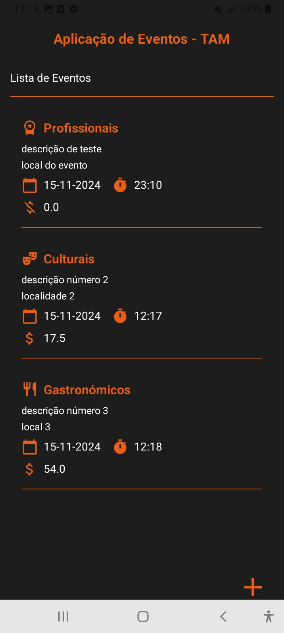 12:19 100%
Aplicação de Eventos - TAM
Lista de Eventos
Profissionais
descrição de teste
local do evento
15-11-2024 23:10
0.0
Culturais
descrição número 2
localidade 2
15-11-2024 12:17
$ 17.5
Gastronómicos
descrição número 3
local 3
15-11-2024 12:18
$ 54.0